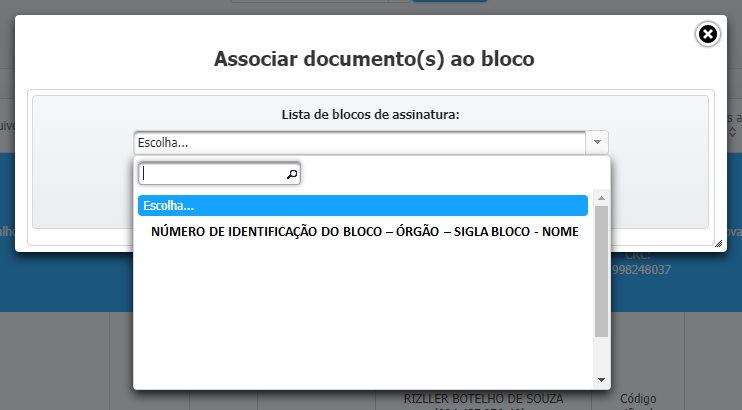 Associar documento(s) ao bloco
Lista de blocos de assinatura:
Escolha...
Escolha...
NÚMERO DE IDENTIFICAÇÃO DO BLOCO – ÓRGÃO – SIGLA BLOCO - NOME
CRC:
998248037
RIZLLER BOTELHO DE SOUZA
Código